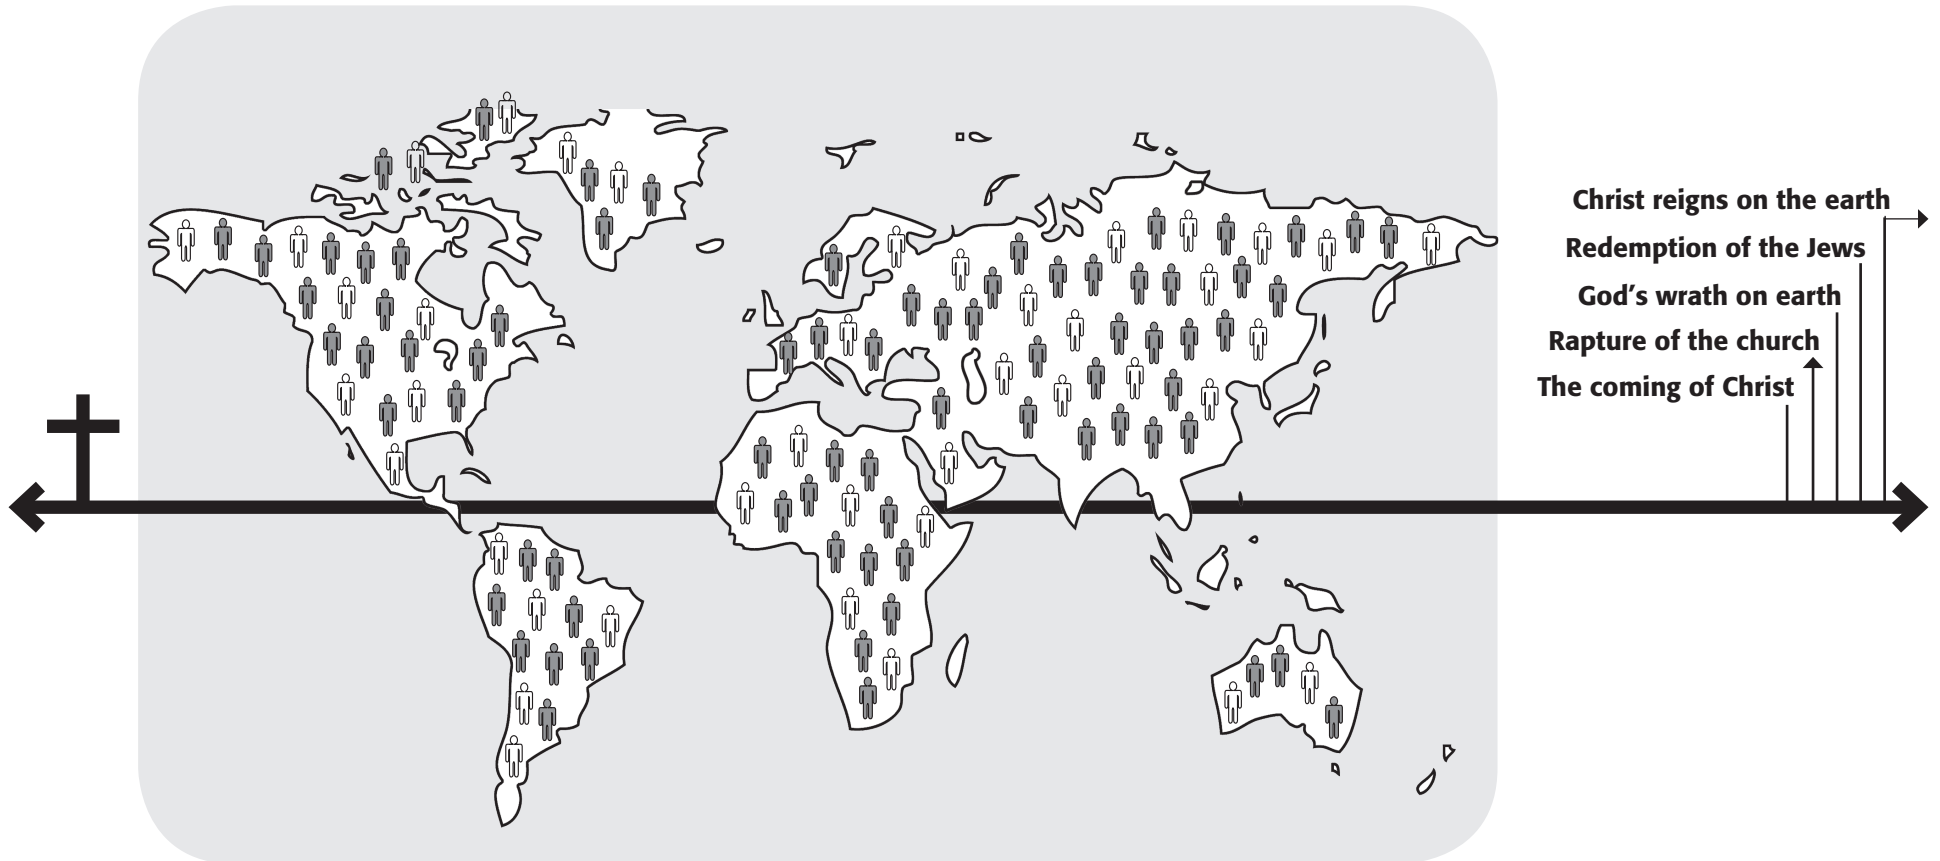 Christ reigns on the earth
Redemption of the Jews
God’s wrath on earth
Rapture of the church
The coming of Christ